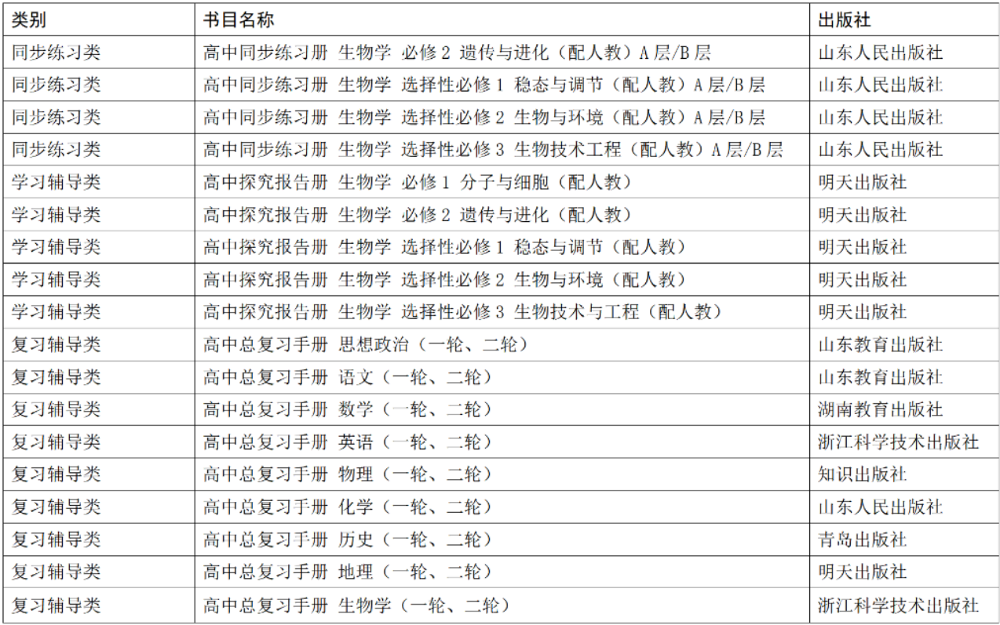 类别 书目名称 出版社
同步练习类 高中同步练习册 生物学 必修2 遗传与进化（配人教）A层/B层 山东人民出版社
同步练习类 高中同步练习册 生物学 选择性必修1 稳态与调节（配人教）A层/B层 山东人民出版社
同步练习类 高中同步练习册 生物学 选择性必修2 生物与环境（配人教）A层/B层 山东人民出版社
同步练习类 高中同步练习册 生物学 选择性必修3 生物技术工程（配人教）A层/B层 山东人民出版社
学习辅导类 高中探究报告册 生物学 必修1 分子与细胞（配人教） 明天出版社
学习辅导类 高中探究报告册 生物学 必修2 遗传与进化（配人教） 明天出版社
学习辅导类 高中探究报告册 生物学 选择性必修1 稳态与调节（配人教） 明天出版社
学习辅导类 高中探究报告册 生物学 选择性必修2 生物与环境（配人教） 明天出版社
学习辅导类 高中探究报告册 生物学 选择性必修3 生物技术与工程（配人教） 明天出版社
复习辅导类 高中总复习手册 思想政治（一轮、二轮） 山东教育出版社
复习辅导类 高中总复习手册 语文（一轮、二轮） 山东教育出版社
复习辅导类 高中总复习手册 数学（一轮、二轮） 湖南教育出版社
复习辅导类 高中总复习手册 英语（一轮、二轮） 浙江科学技术出版社
复习辅导类 高中总复习手册 物理（一轮、二轮） 知识出版社
复习辅导类 高中总复习手册 化学（一轮、二轮） 山东人民出版社
复习辅导类 高中总复习手册 历史（一轮、二轮） 青岛出版社
复习辅导类 高中总复习手册 地理（一轮、二轮） 明天出版社
复习辅导类 高中总复习手册 生物学（一轮、二轮） 浙江科学技术出版社